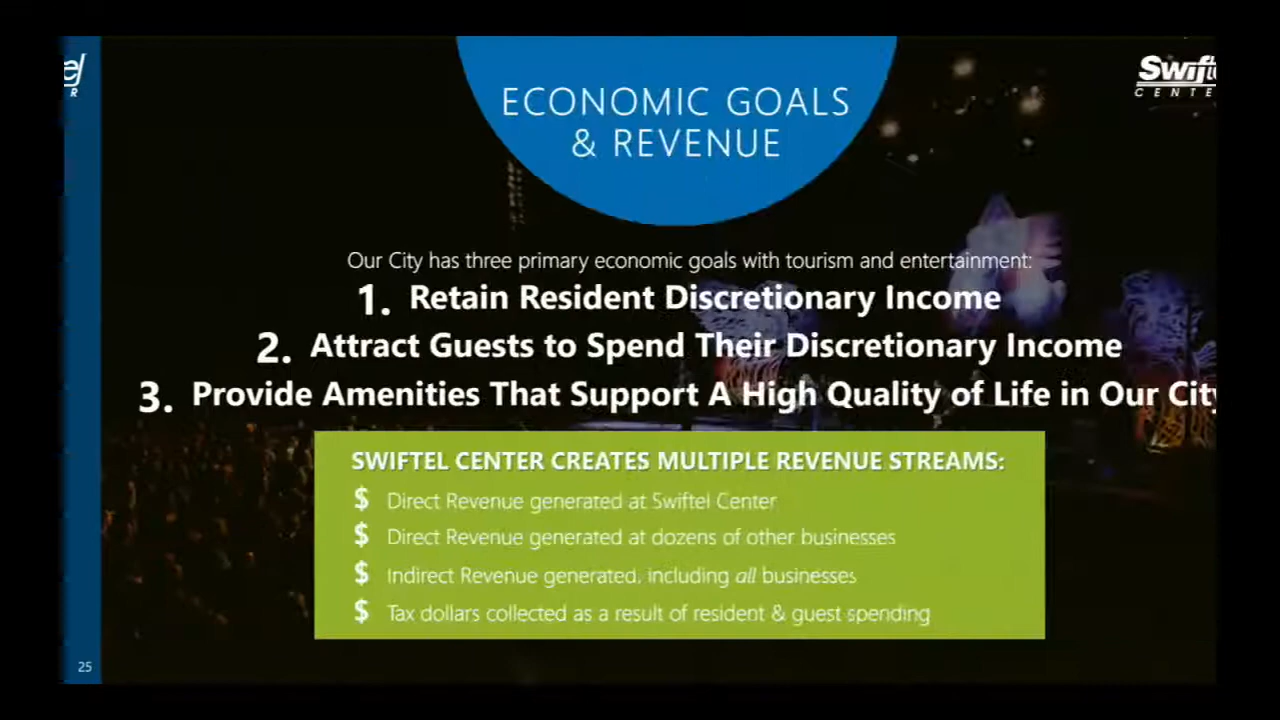 ECONOMIC GOALS
& REVENUE
Our City has three primary economic goals with tourism and entertainment:
1. Retain Resident Discretionary Income
2. Attract Guests to Spend Their Discretionary Income
3. Provide Amenities That Support A High Quality of Life in Our City
SWIFTEL CENTER CREATES MULTIPLE REVENUE STREAMS:
$ Direct Revenue generated at Swiftel Center
$ Direct Revenue generated at dozens of other businesses
$ Indirect Revenue generated, including all businesses
$ Tax dollars collected as a result of resident & guest spending
25